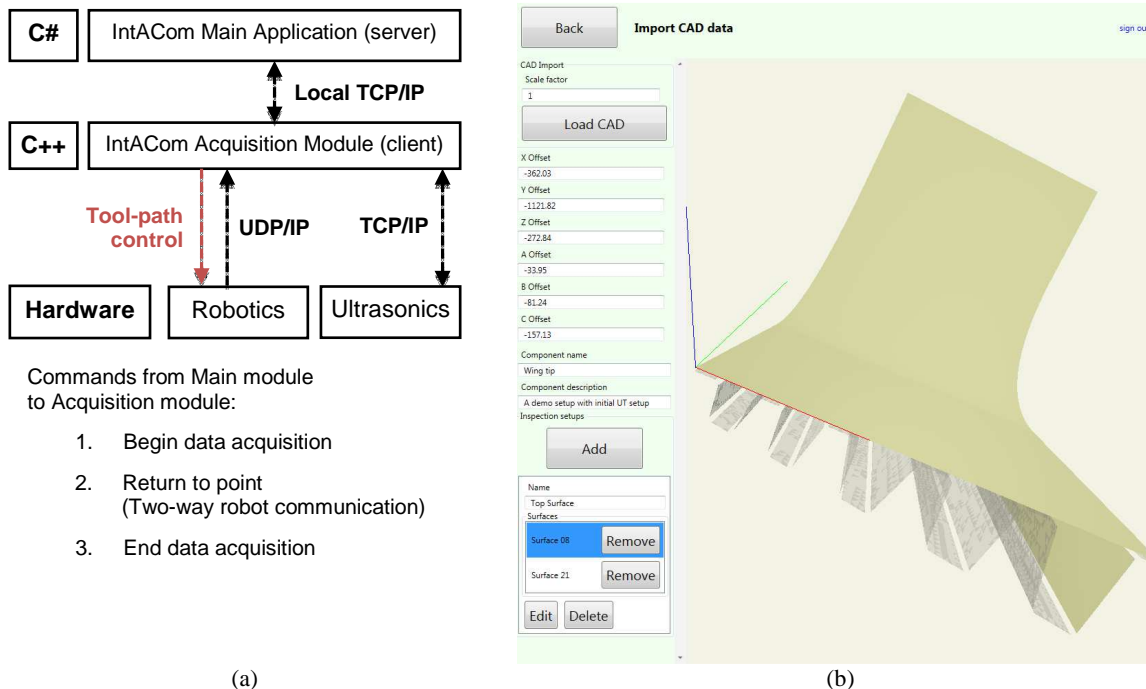 C#
IntACom Main Application (server)
Local TCP/IP
C++
IntACom Acquisition Module (client)
Tool-path
control
UDP/IP
TCP/IP
Hardware
Robotics
Ultrasonics
Commands from Main module
to Acquisition module:
1. Begin data acquisition
2. Return to point
(Two-way robot communication)
3. End data acquisition
(a)
Back
Import CAD data
sign ou
CAD Import
Scale factor
1
Load CAD
X Offset
-362.03
Y Offset
-1121.82
Z Offset
-272.84
A Offset
-33.95
B Offset
-81.24
C Offset
-157.13
Component name
Wing tip
Component description
A demo setup with initial UT setup
Inspection setups
Add
Name
Top Surface
Surfaces
Surface 08 Remove
Surface 21 Remove
Edit Delete
(b)